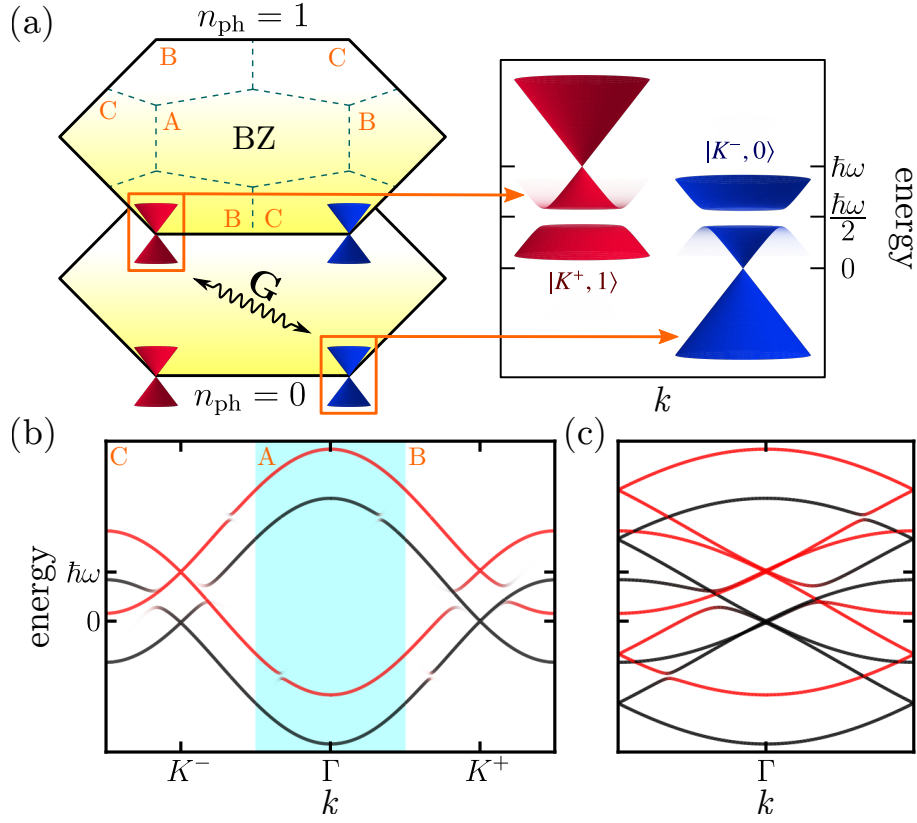 (a)
n_ph = 1
B
C
C
A
BZ
B
B
C
G
n_ph = 0
|K⁻, 0⟩
|K⁺, 1⟩
ħω
ħω/2
0
energy
k
(b)
C
A
B
energy
ħω
0
K⁻
Γ
K⁺
k
(c)
Γ
k